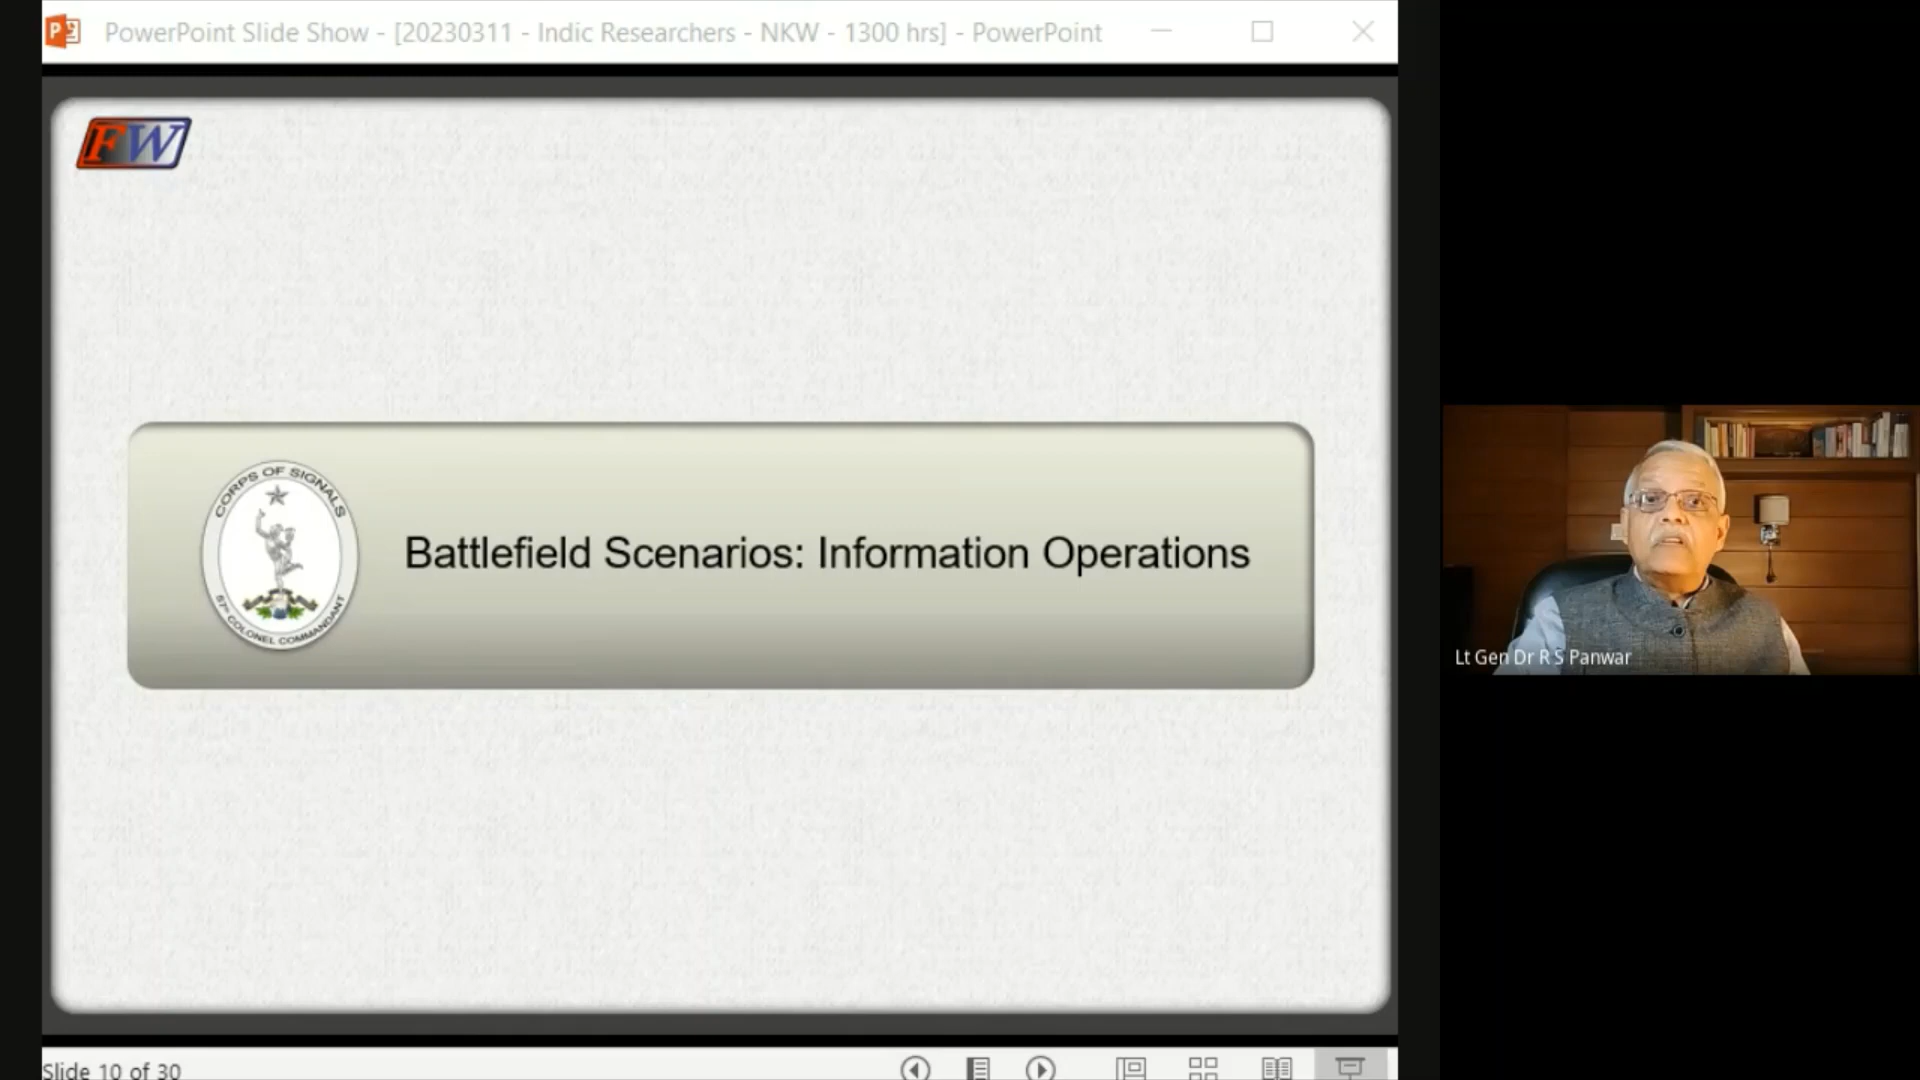 PowerPoint Slide Show - [20230311 - Indic Researchers - NKW - 1300 hrs] - PowerPoint
FW
CORPS OF SIGNALS
57th COLONEL COMMANDANT
Battlefield Scenarios: Information Operations
Lt Gen Dr R S Panwar
Slide 10 of 30